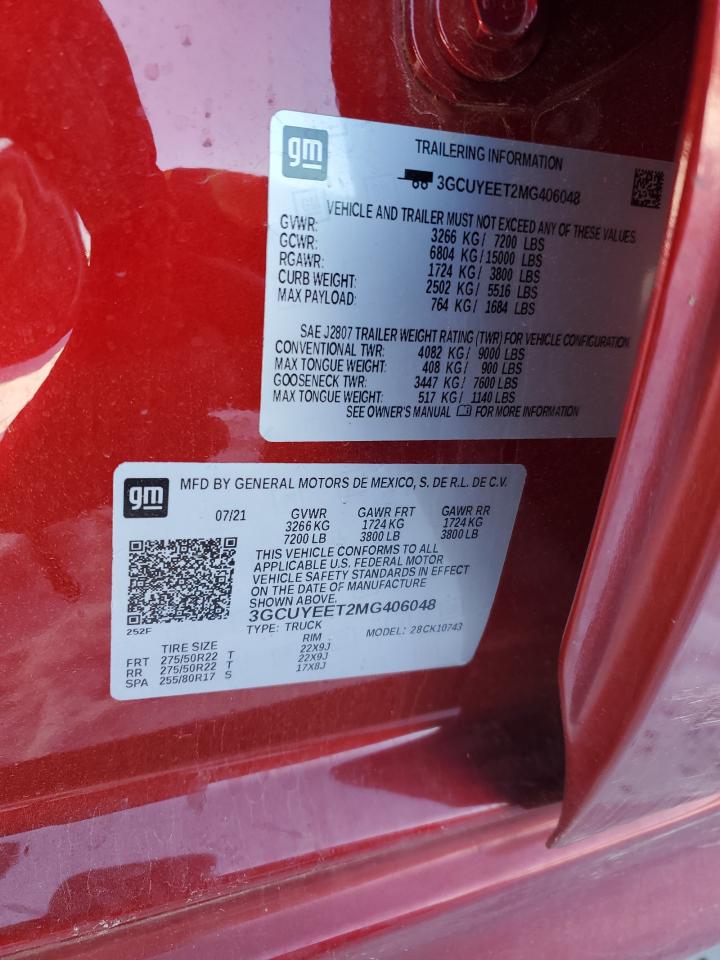 gm
TRAILERING INFORMATION
3GCUYEET2MG406048
VEHICLE AND TRAILER MUST NOT EXCEED ANY OF THESE VALUES
GVWR: 3266 KG/ 7200 LBS
GCWR: 6804 KG/15000 LBS
RGAWR: 1724 KG/ 3800 LBS
CURB WEIGHT: 2502 KG/ 5516 LBS
MAX PAYLOAD: 764 KG/ 1684 LBS
SAE J2807 TRAILER WEIGHT RATING (TWR) FOR VEHICLE CONFIGURATION
CONVENTIONAL TWR: 4082 KG/ 9000 LBS
MAX TONGUE WEIGHT: 408 KG/ 900 LBS
GOOSENECK TWR: 3447 KG/ 7600 LBS
MAX TONGUE WEIGHT: 517 KG/ 1140 LBS
SEE OWNER'S MANUAL FOR MORE INFORMATION
gm
MFD BY GENERAL MOTORS DE MEXICO, S. DE R.L. DE C.V.
07/21 GVWR GAWR FRT GAWR RR
3266 KG 1724 KG 1724 KG
7200 LB 3800 LB 3800 LB
THIS VEHICLE CONFORMS TO ALL
APPLICABLE U.S. FEDERAL MOTOR
VEHICLE SAFETY STANDARDS IN EFFECT
ON THE DATE OF MANUFACTURE
SHOWN ABOVE.
3GCUYEET2MG406048
252F
TYPE: TRUCK MODEL: 28CK10743
TIRE SIZE RIM
FRT 275/50R22 T 22X9J
RR 275/50R22 T 22X9J
SPA 255/80R17 S 17X8J